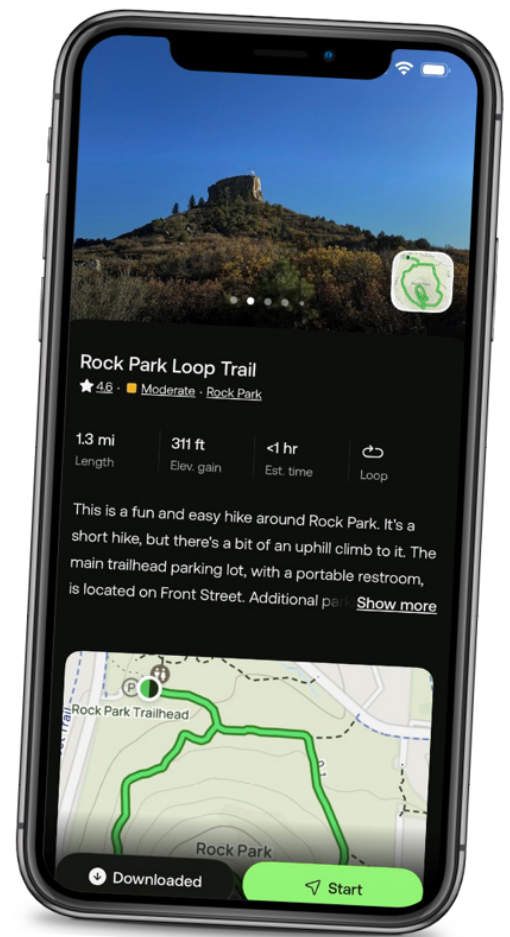 Rock Park Loop Trail
4.6 · Moderate · Rock Park
1.3 mi
Length
311 ft
Elev. gain
<1 hr
Est. time
Loop
This is a fun and easy hike around Rock Park. It's a
short hike, but there's a bit of an uphill climb to it. The
main trailhead parking lot, with a portable restroom,
is located on Front Street. Additional Show more
P
Rock Park Trailhead
0.1
Rock Park
Downloaded
Start